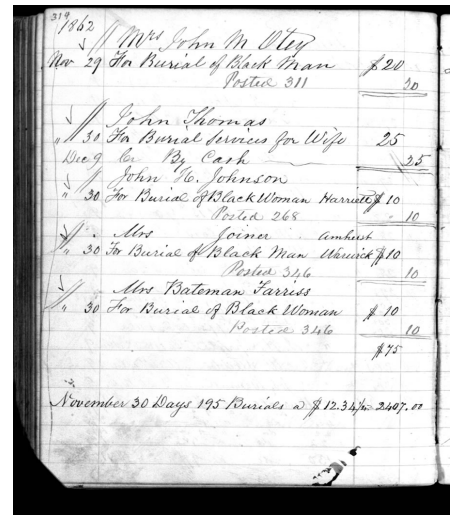 319
1862
Mrs John M Otey
Nov 29 For Burial of Black Man $20
Posted 311 20
John Thomas
" 30 For Burial Services for Wife 25
Dec 9 Cr By Cash 25
John H. Johnson
" 30 For Burial of Black Woman Harriett $10
Posted 268 10
Mrs Joiner Amherst
" 30 For Burial of Black Man Warwick $10
Posted 346 10
Mrs Bateman Farriss
" 30 For Burial of Black Woman $10
Posted 346 10
$75
November 30 Days 195 Burials a $12.34 2407.00